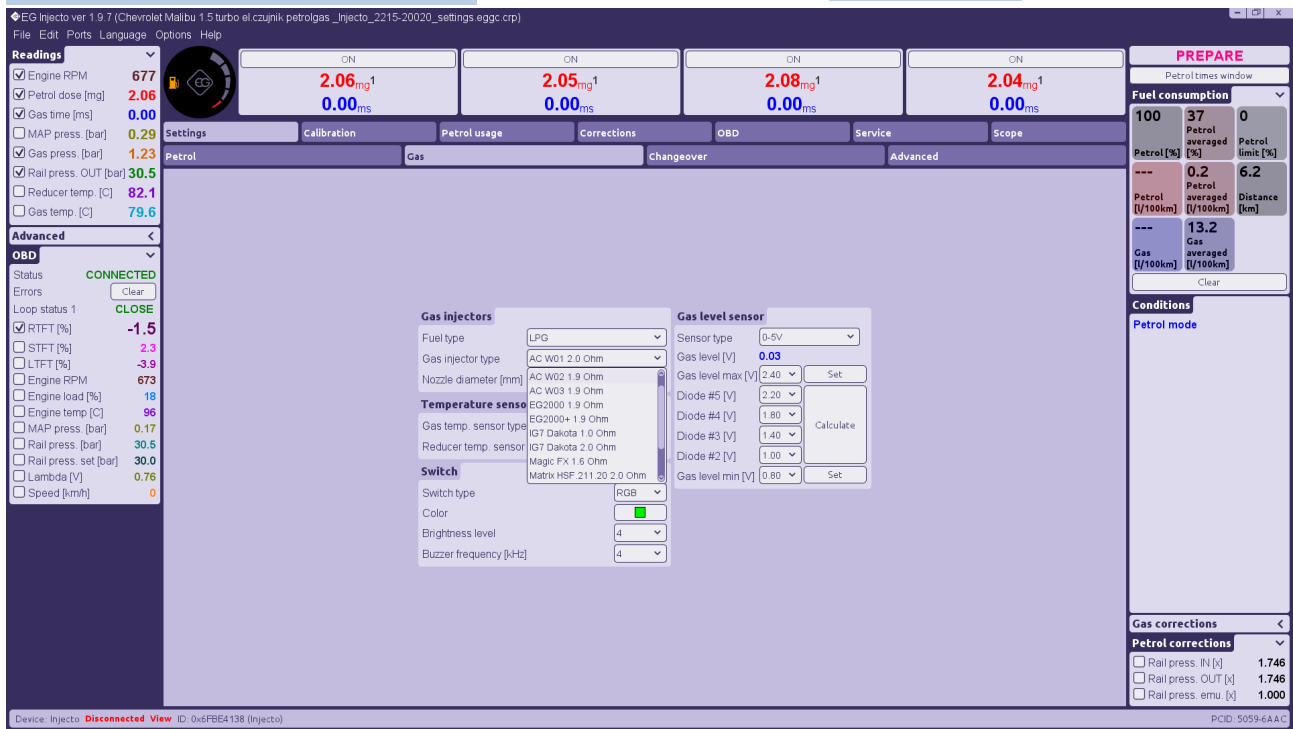 EG Injecto ver 1.9.7 (Chevrolet Malibu 1.5 turbo el.czujnik petrolgas _Injecto_2215-20020_settings.eggc.crp)
File Edit Ports Language Options Help
Readings
Engine RPM 677
Petrol dose [mg] 2.06
Gas time [ms] 0.00
MAP press. [bar] 0.29
Gas press. [bar] 1.23
Rail press. OUT [bar] 30.5
Reducer temp. [C] 82.1
Gas temp. [C] 79.6
Advanced
OBD
Status CONNECTED
Errors Clear
Loop status 1 CLOSE
RTFT [%] -1.5
STFT [%] 2.3
LTFT [%] -3.9
Engine RPM 673
Engine load [%] 18
Engine temp [C] 96
MAP press. [bar] 0.17
Rail press. [bar] 30.5
Rail press. set [bar] 30.0
Lambda [V] 0.76
Speed [km/h] 0
EG
ON ON ON ON
2.06mg1 2.05mg1 2.08mg1 2.04mg1
0.00ms 0.00ms 0.00ms 0.00ms
Settings Calibration Petrol usage Corrections OBD Service Scope
Petrol Gas Changeover Advanced
Gas injectors
Fuel type LPG
Gas injector type AC W01 2.0 Ohm
Nozzle diameter [mm]
AC W02 1.9 Ohm
AC W03 1.9 Ohm
EG2000 1.9 Ohm
EG2000+ 1.9 Ohm
IG7 Dakota 1.0 Ohm
IG7 Dakota 2.0 Ohm
Magic FX 1.6 Ohm
Matrix HSF.211.20 2.0 Ohm
Temperature senso
Gas temp. sensor type
Reducer temp. sensor
Switch
Switch type RGB
Color
Brightness level 4
Buzzer frequency [kHz] 4
Gas level sensor
Sensor type 0-5V
Gas level [V] 0.03
Gas level max [V] 2.40 Set
Diode #5 [V] 2.20
Diode #4 [V] 1.80
Calculate
Diode #3 [V] 1.40
Diode #2 [V] 1.00
Gas level min [V] 0.80 Set
PREPARE
Petrol times window
Fuel consumption
100 Petrol [%]
37 Petrol averaged [%]
0 Petrol limit [%]
--- Petrol [l/100km]
0.2 Petrol averaged [l/100km]
6.2 Distance [km]
--- Gas [l/100km]
13.2 Gas averaged [l/100km]
Clear
Conditions
Petrol mode
Gas corrections
Petrol corrections
Rail press. IN [x] 1.746
Rail press. OUT [x] 1.746
Rail press. emu. [x] 1.000
Device: Injecto Disconnected View ID: 0x6FBE4138 (Injecto)
PCID: 5059-6AAC